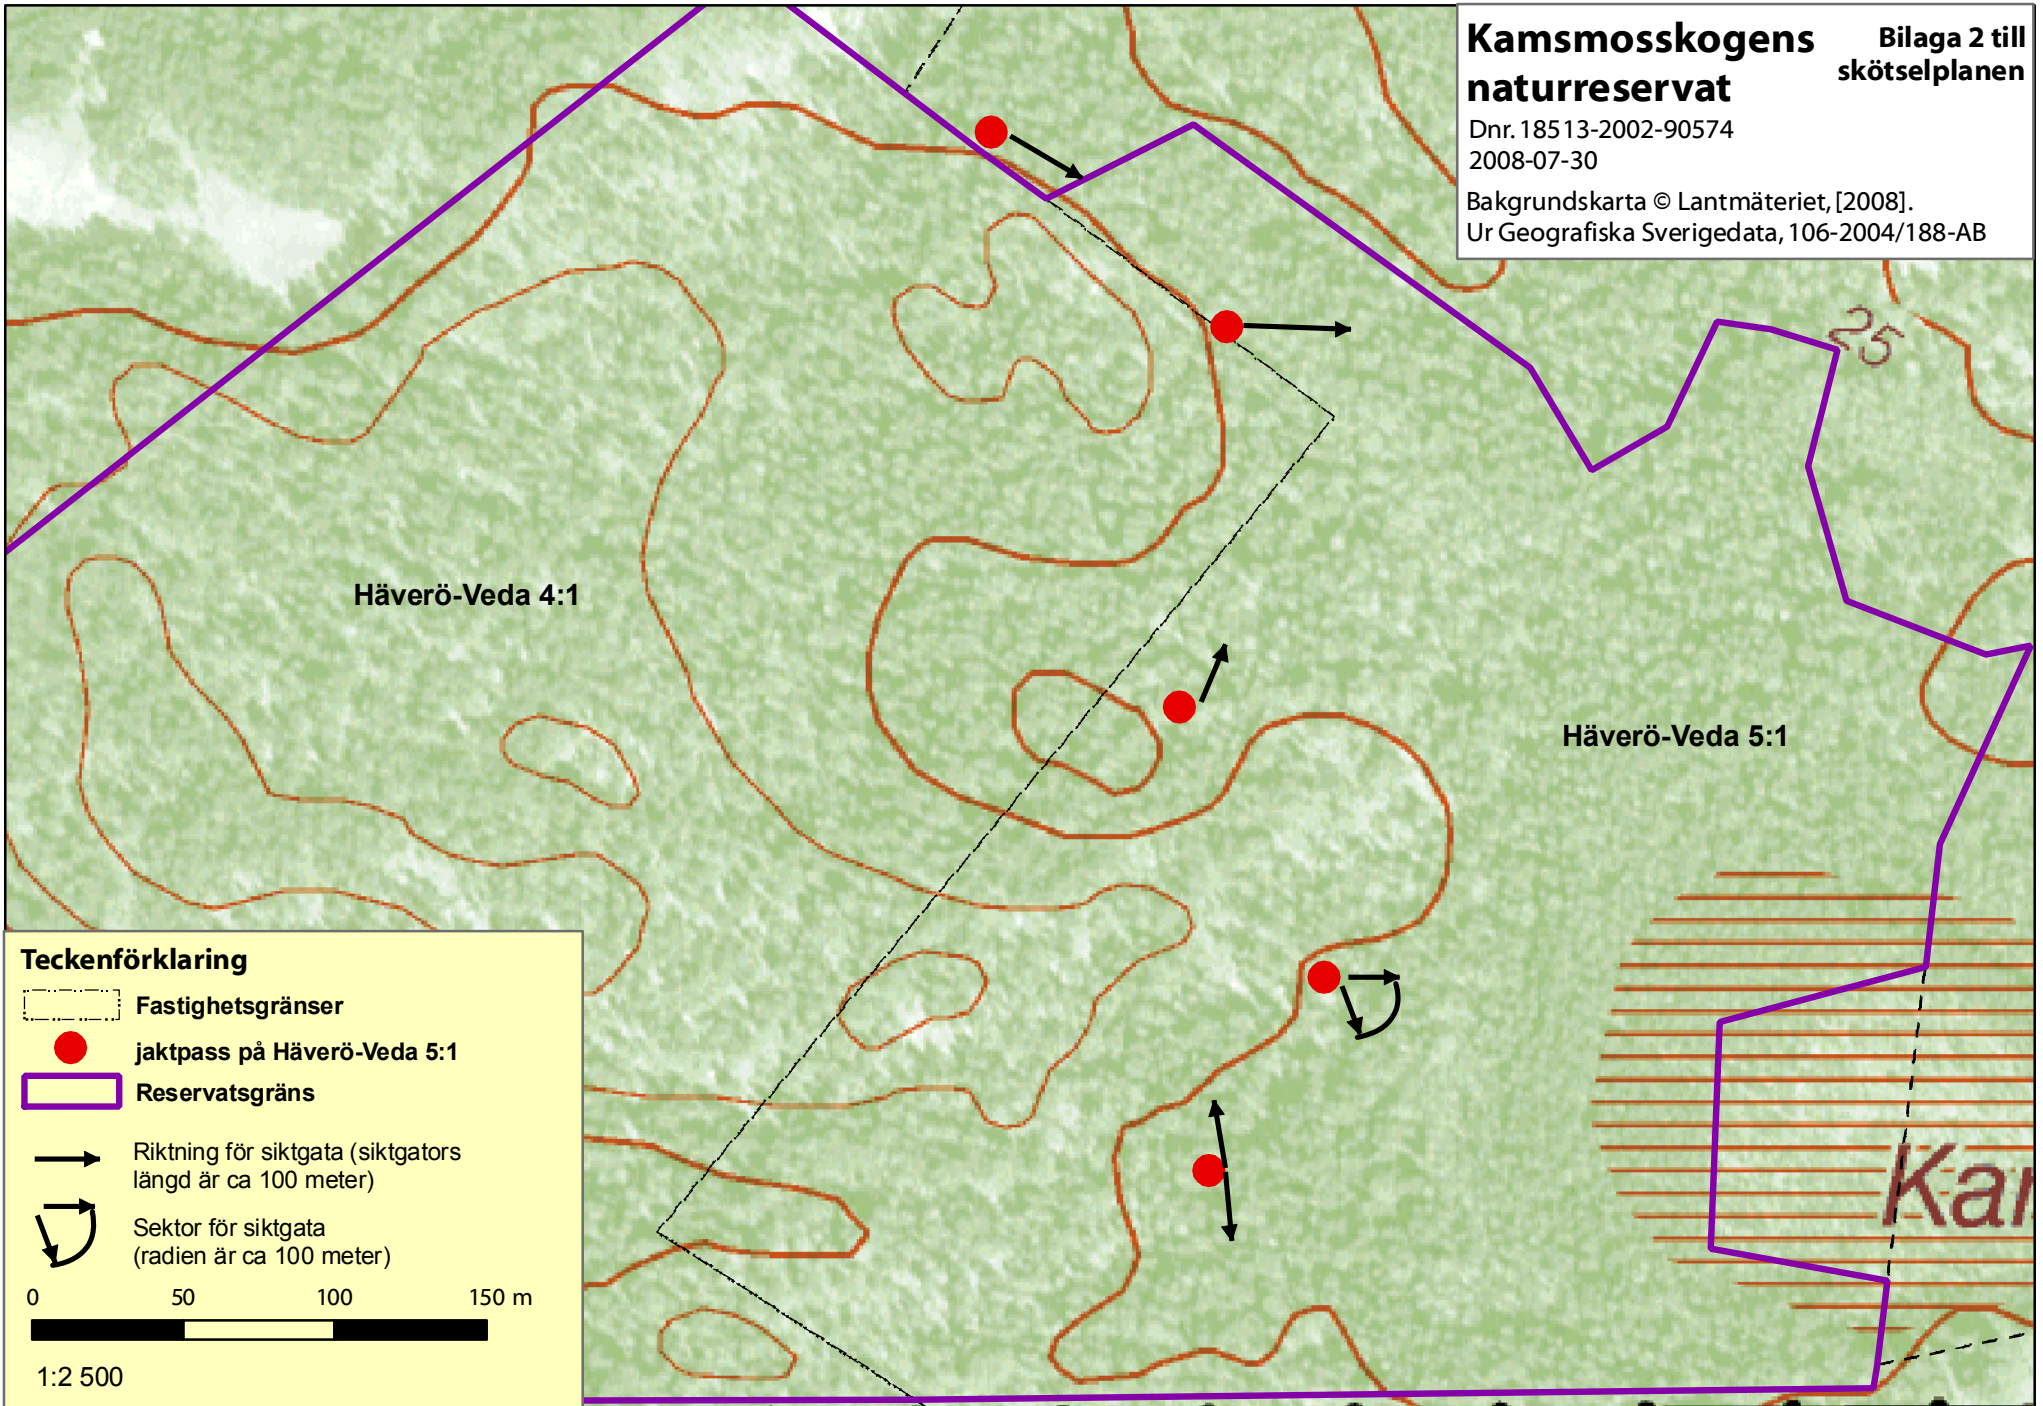 Kamsmosskogens
naturreservat
Bilaga 2 till
skötselplanen
Dnr. 18513-2002-90574
2008-07-30
Bakgrundskarta © Lantmäteriet, [2008].
Ur Geografiska Sverigedata, 106-2004/188-AB
25
Häverö-Veda 4:1
Häverö-Veda 5:1
Kar
Teckenförklaring
Fastighetsgränser
jaktpass på Häverö-Veda 5:1
Reservatsgräns
Riktning för siktgata (siktgators
längd är ca 100 meter)
Sektor för siktgata
(radien är ca 100 meter)
0 50 100 150 m
1:2 500